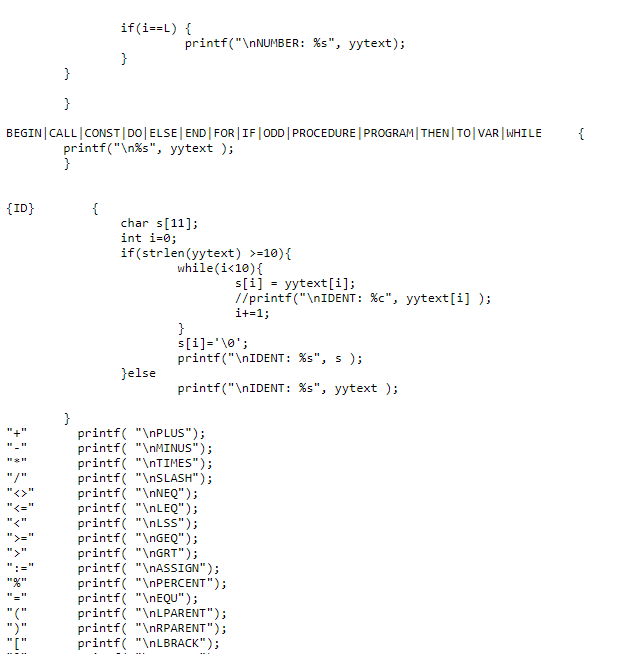 if(i==L) {
printf("\nNUMBER: %s", yytext);
}
}
}
BEGIN|CALL|CONST|DO|ELSE|END|FOR|IF|ODD|PROCEDURE|PROGRAM|THEN|TO|VAR|WHILE {
printf("\n%s", yytext );
}
{ID} {
char s[11];
int i=0;
if(strlen(yytext) >=10){
while(i<10){
s[i] = yytext[i];
//printf("\nIDENT: %c", yytext[i] );
i+=1;
}
s[i]='\0';
printf("\nIDENT: %s", s );
}else
printf("\nIDENT: %s", yytext );
}
"+" printf( "\nPLUS");
"-" printf( "\nMINUS");
"*" printf( "\nTIMES");
"/" printf( "\nSLASH");
"<>" printf( "\nNEQ");
"<=" printf( "\nLEQ");
"<" printf( "\nLSS");
">=" printf( "\nGEQ");
">" printf( "\nGRT");
":=" printf( "\nASSIGN");
"%" printf( "\nPERCENT");
"=" printf( "\nEQU");
"(" printf( "\nLPARENT");
")" printf( "\nRPARENT");
"[" printf( "\nLBRACK");